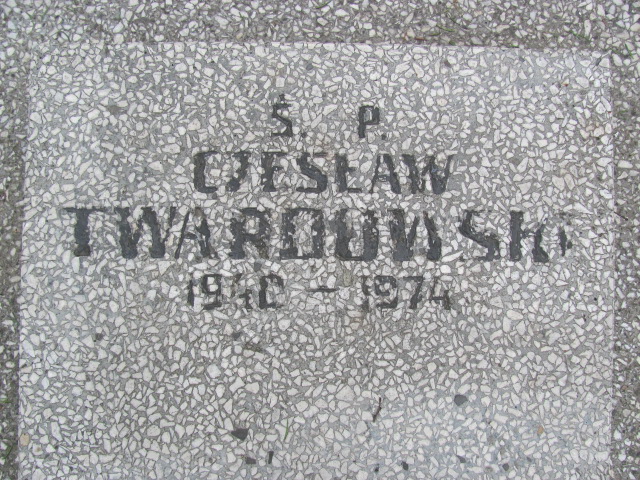 Ś. P.
CZESŁAW
TWARDOWSKI
1940 - 1974